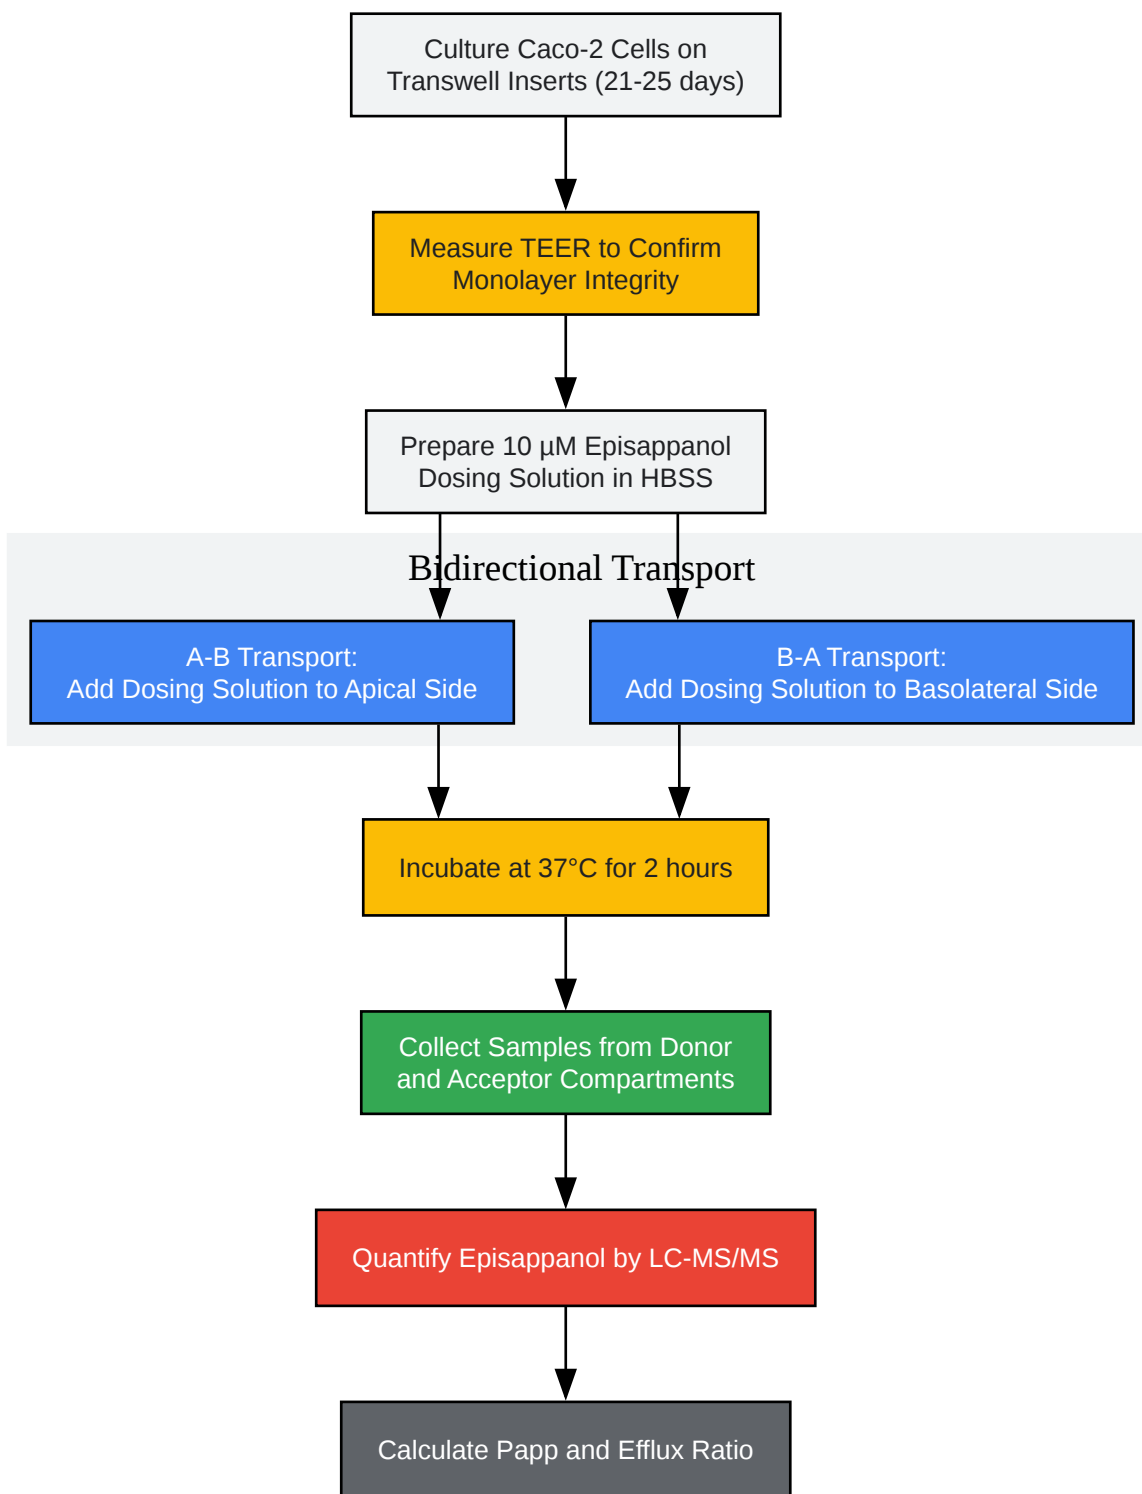 Culture Caco-2 Cells on
Transwell Inserts (21-25 days)
Measure TEER to Confirm
Monolayer Integrity
Prepare 10 µM Episappanol
Dosing Solution in HBSS
Bidirectional Transport
A-B Transport:
Add Dosing Solution to Apical Side
B-A Transport:
Add Dosing Solution to Basolateral Side
Incubate at 37°C for 2 hours
Collect Samples from Donor
and Acceptor Compartments
Quantify Episappanol by LC-MS/MS
Calculate Papp and Efflux Ratio